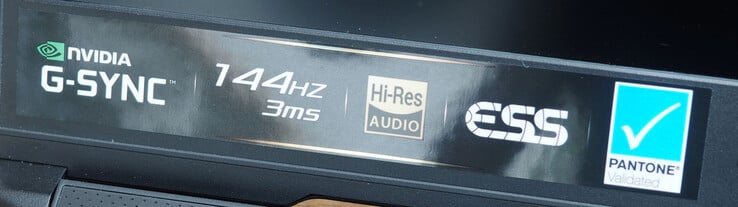 NVIDIA
G-SYNC™
144HZ
3ms
Hi-Res
AUDIO
ESS
PANTONE®
Validated